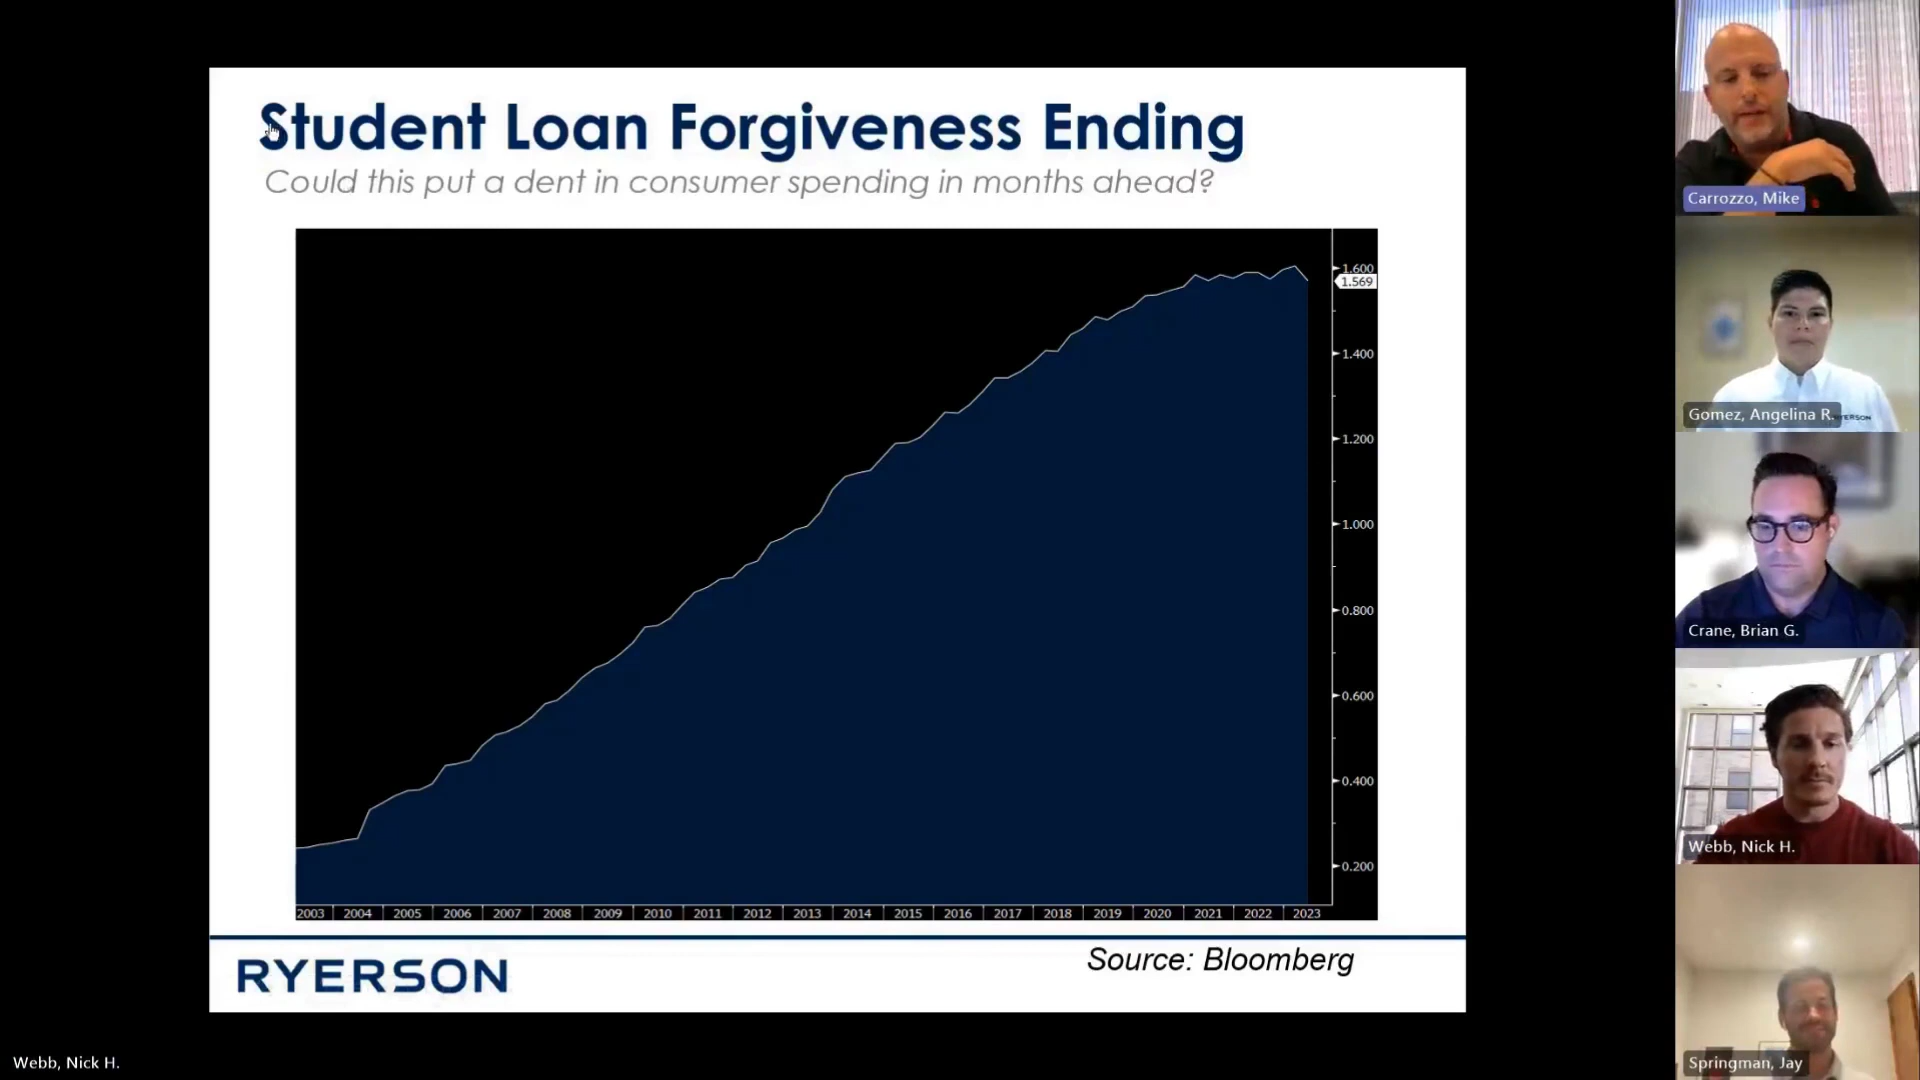 Student Loan Forgiveness Ending
Could this put a dent in consumer spending in months ahead?
1.600
1.569
1.400
1.200
1.000
0.800
0.600
0.400
0.200
2003 2004 2005 2006 2007 2008 2009 2010 2011 2012 2013 2014 2015 2016 2017 2018 2019 2020 2021 2022 2023
Source: Bloomberg
RYERSON
Webb, Nick H.
Carrozzo, Mike
Gomez, Angelina R.
RYERSON
Crane, Brian G.
Webb, Nick H.
Springman, Jay